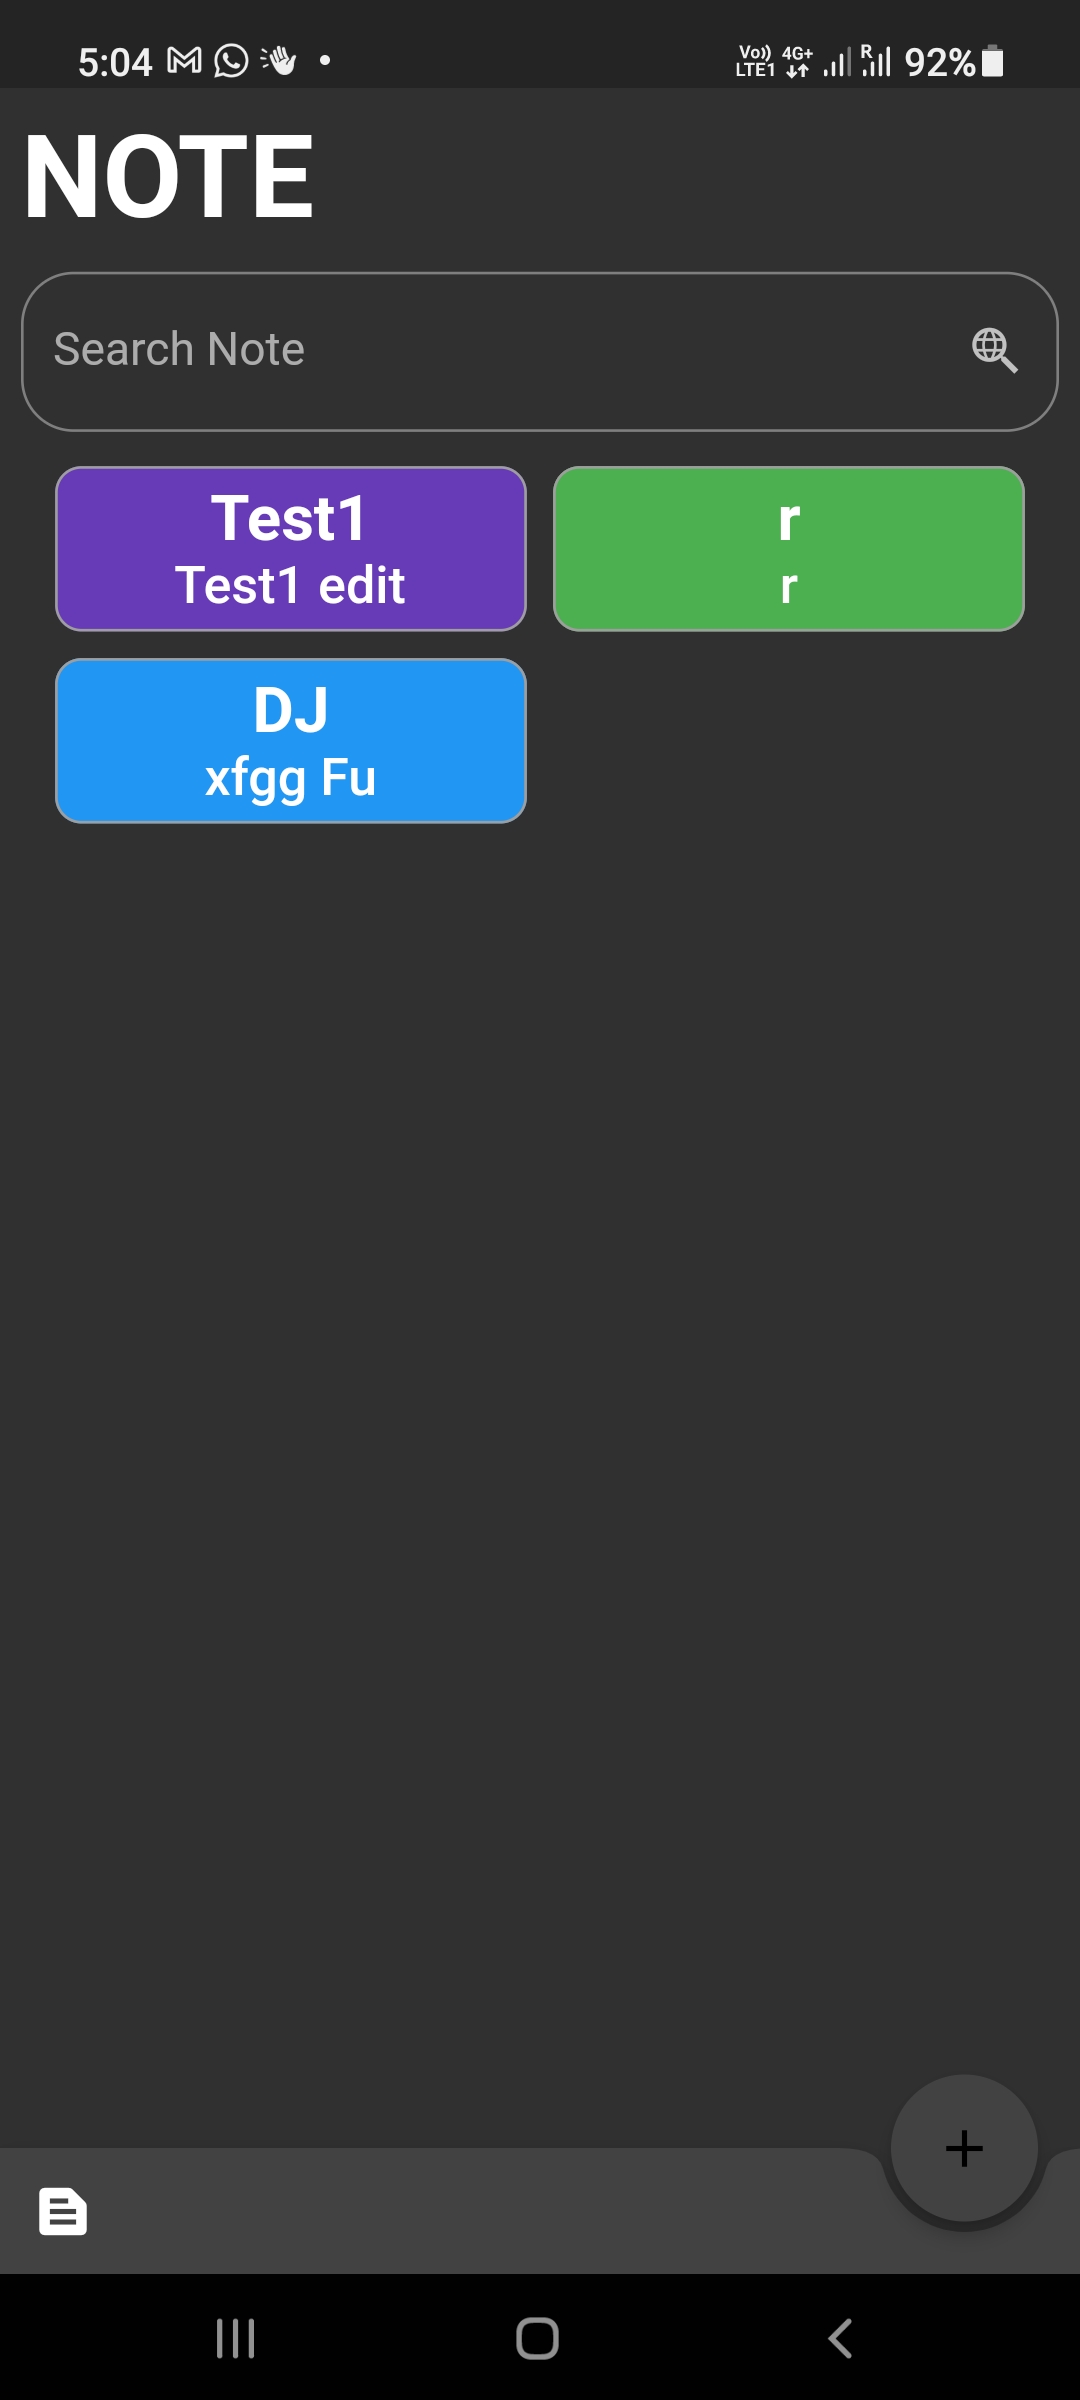 5:04
Vo)) LTE1 4G+ R 92%
NOTE
Search Note
Test1
Test1 edit
r
r
DJ
xfgg Fu